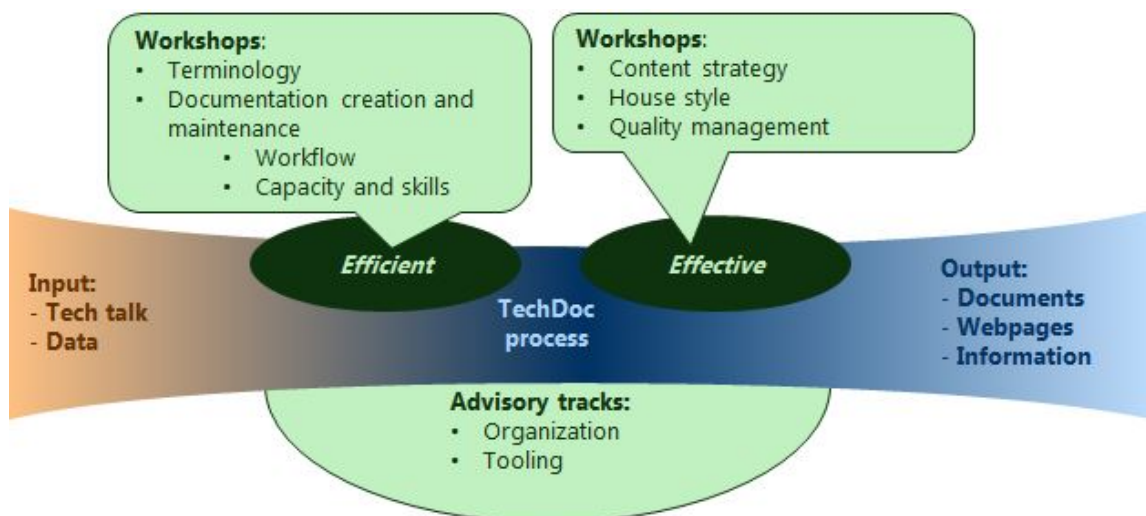 Workshops:
• Terminology
• Documentation creation and
maintenance
• Workflow
• Capacity and skills
Workshops:
• Content strategy
• House style
• Quality management
Efficient
Effective
Input:
- Tech talk
- Data
TechDoc
process
Output:
- Documents
- Webpages
- Information
Advisory tracks:
• Organization
• Tooling